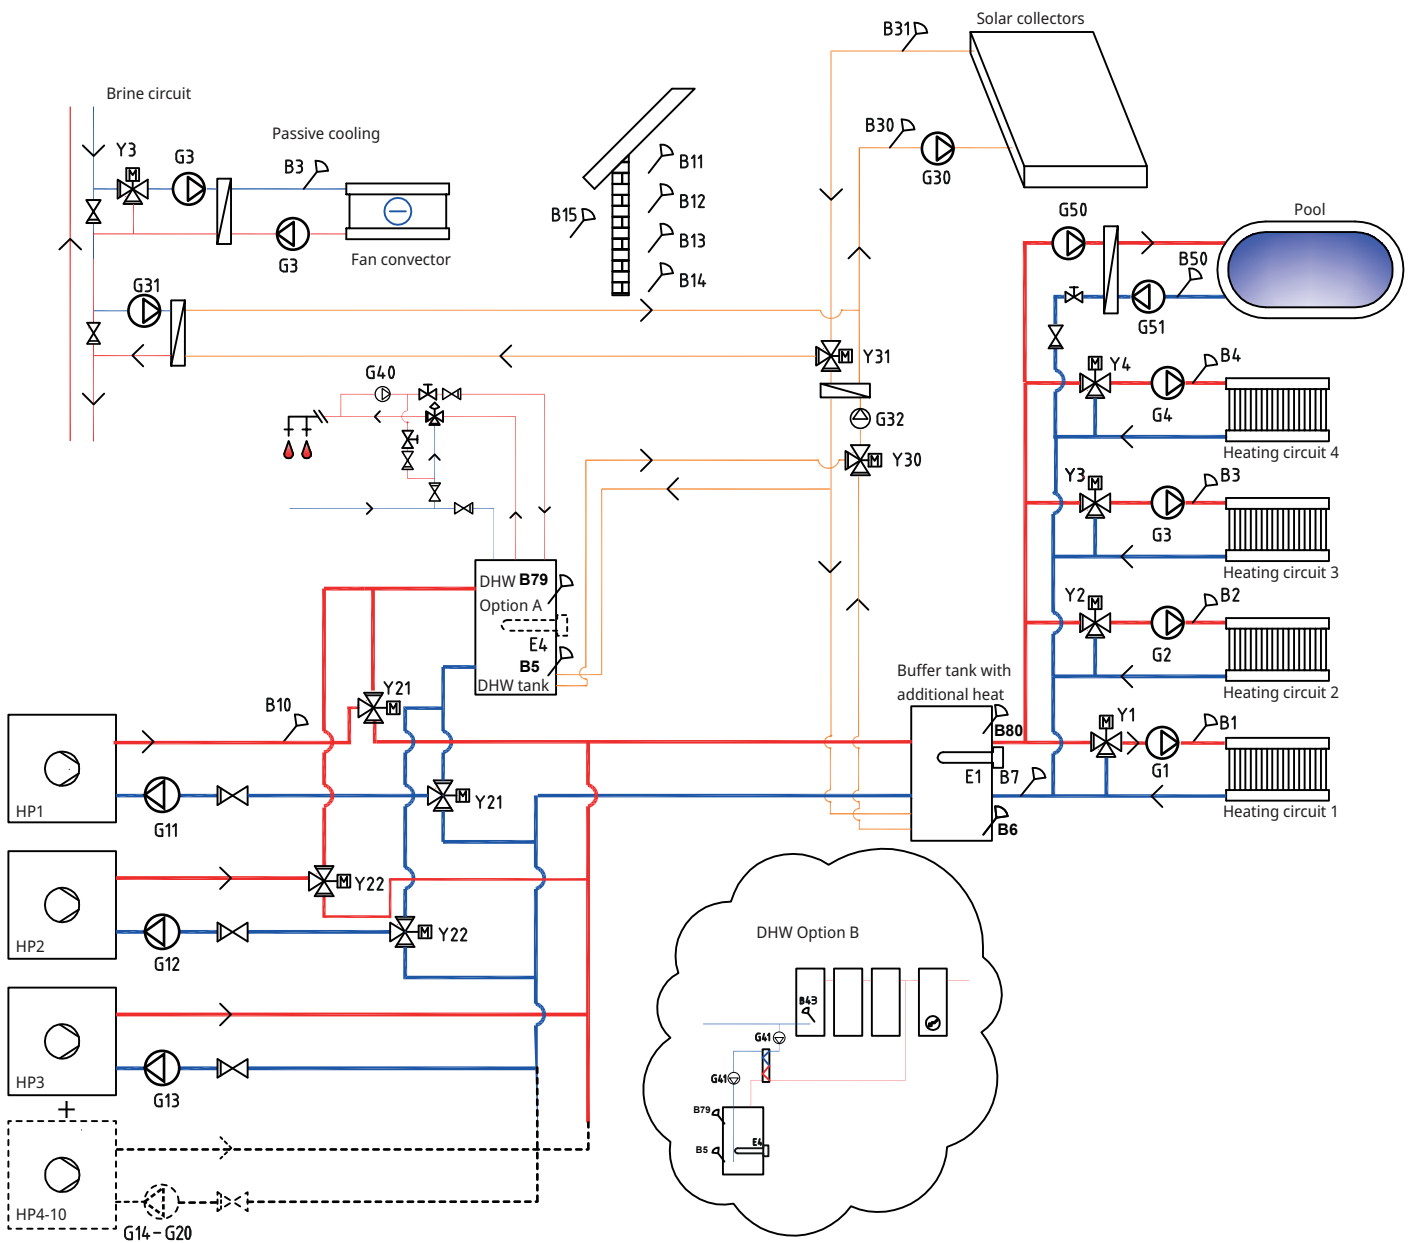 Solar collectors
B31
Brine circuit
Passive cooling
Y3
G3
B3
B30
G30
B11
B12
B13
B14
B15
G3
Fan convector
G31
G50
Pool
B50
G51
Y31
G40
G32
Y30
Y4
B4
G4
Heating circuit 4
Y3
B3
G3
Heating circuit 3
DHW B79
Option A
E4
B5
DHW tank
Y2
B2
G2
Heating circuit 2
Buffer tank with
additional heat
B80
E1
B7
B6
Y1
B1
G1
Heating circuit 1
B10
Y21
M
HP1
G11
Y21
M
HP2
G12
Y22
M
Y22
M
HP3
G13
+
HP4-10
G14-G20
M
M
M
M
M
M
M
DHW Option B
B43
G41
G41
B79
B5
E4